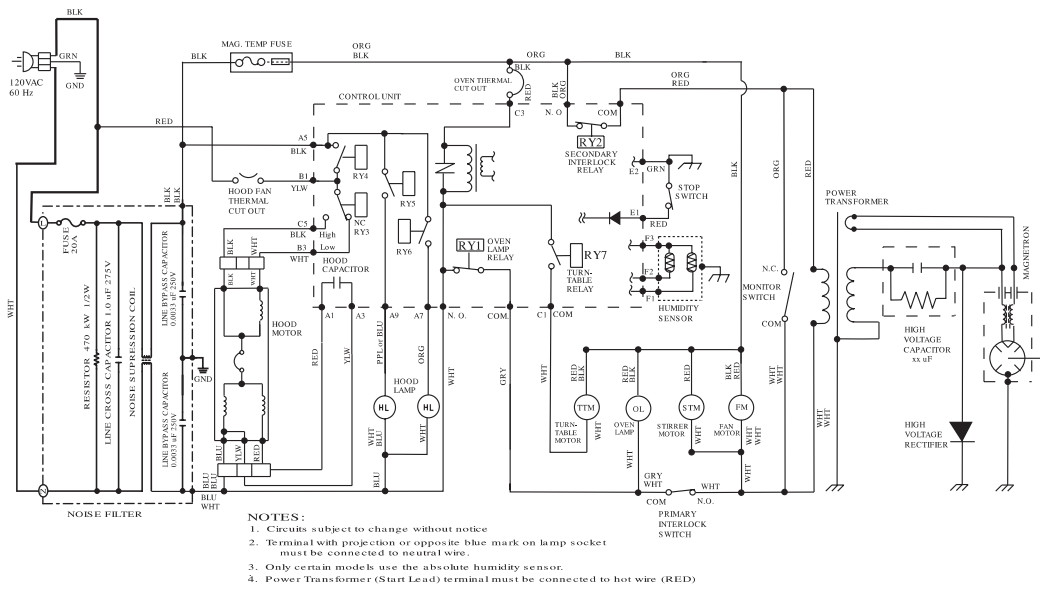 BLK
GRN
120VAC
60 Hz
GND
MAG. TEMP FUSE
BLK
ORG
BLK
ORG
BLK
BLK
OVEN THERMAL
CUT OUT
RED
BLK
ORG
ORG
RED
CONTROL UNIT
C3
N. O
COM
RY2
SECONDARY
INTERLOCK
RELAY
RED
A5
BLK
B1
YLW
HOOD FAN
THERMAL
CUT OUT
RY4
RY5
C5
BLK
High
NC
RY3
B3
WHT
Low
RY6
HOOD
CAPACITOR
RY1
OVEN
LAMP
RELAY
RY7
TURN-
TABLE
RELAY
E2
GRN
STOP
SWITCH
E1
RED
F3
F2
F1
HUMIDITY
SENSOR
BLK
ORG
RED
N.C.
MONITOR
SWITCH
COM
POWER
TRANSFORMER
MAGNETRON
HIGH
VOLTAGE
CAPACITOR
xx uF
HIGH
VOLTAGE
RECTIFIER
WHT
1
FUSE
20A
RESISTOR 470 kW 1/2W
LINE CROSS CAPACITOR 1.0 uF 275V
NOISE SUPRESSION COIL
LINE BYPASS CAPACITOR
0.0033 uF 250V
LINE BYPASS CAPACITOR
0.0033 uF 250V
BLK
BLK
GND
2
NOISE FILTER
BLK
WHT
BLK
WHT
HOOD
MOTOR
BLU
YLW
RED
BLU
BLU
BLU
WHT
A1
A3
A9
A7
N. O.
COM.
C1
COM
RED
YLW
PPL or BLU
ORG
WHT
GRY
WHT
HOOD
LAMP
HL
HL
WHT
BLU
WHT
BLU
RED
BLK
RED
BLK
RED
BLK
RED
TTM
OL
STM
FM
TURN-
TABLE
MOTOR
WHT
OVEN
LAMP
WHT
STIRRER
MOTOR
WHT
FAN
MOTOR
WHT
WHT
WHT
WHT
WHT
WHT
GRY
WHT
COM
WHT
N.O.
PRIMARY
INTERLOCK
SWITCH
NOTES:
1. Circuits subject to change without notice
2. Terminal with projection or opposite blue mark on lamp socket
must be connected to neutral wire.
3. Only certain models use the absolute humidity sensor.
4. Power Transformer (Start Lead) terminal must be connected to hot wire (RED)